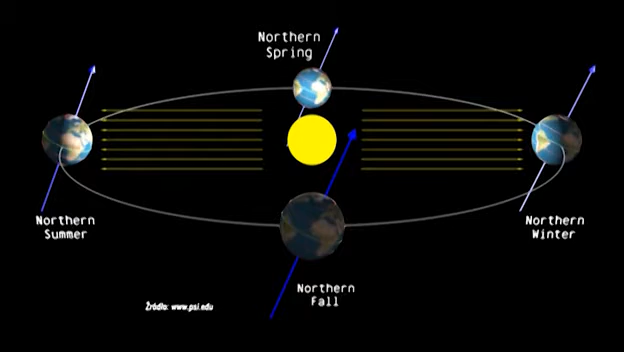 Northern
Spring
Northern
Summer
Northern
Winter
Northern
Fall
Źródło: www.psi.edu